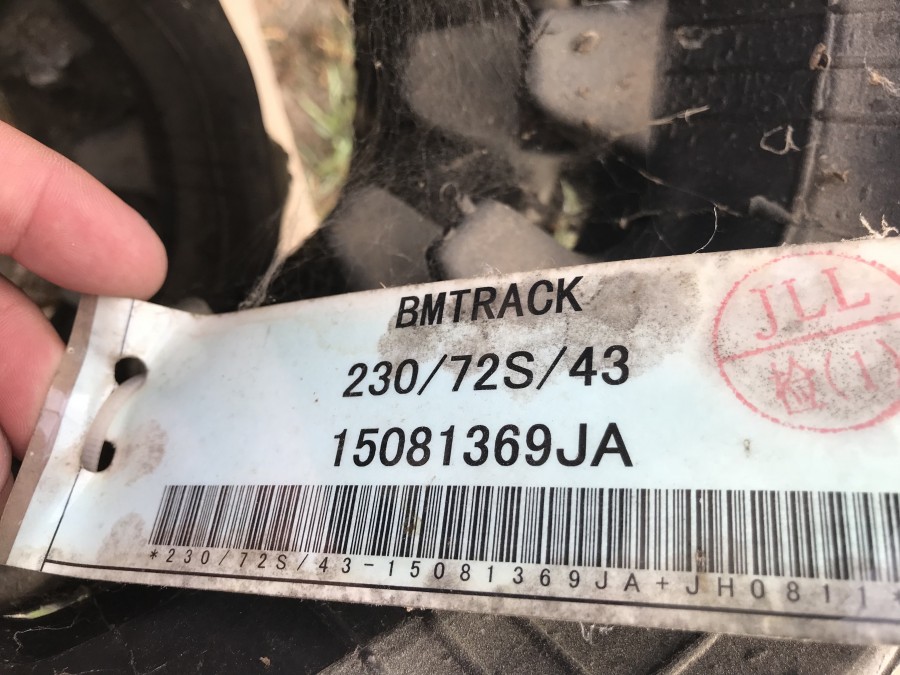 BMTRACK
230/72S/43
15081369JA
*230/72S/43-15081369JA+JH0811*
JLL
检(1)